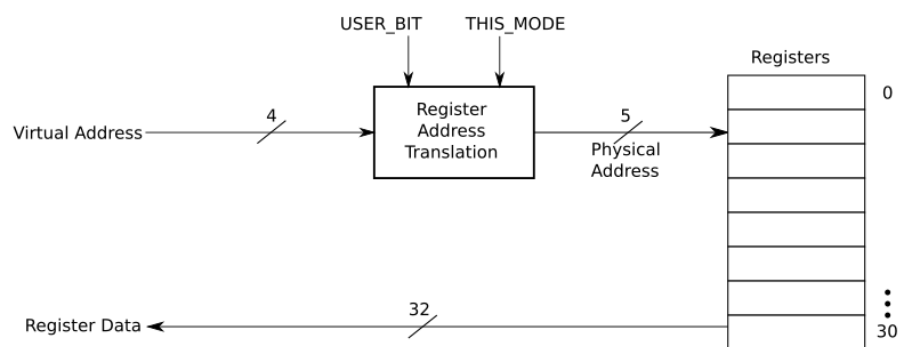 USER_BIT
THIS_MODE
Registers
0
4
Register
Address
Translation
5
Virtual Address
Physical
Address
32
Register Data
30